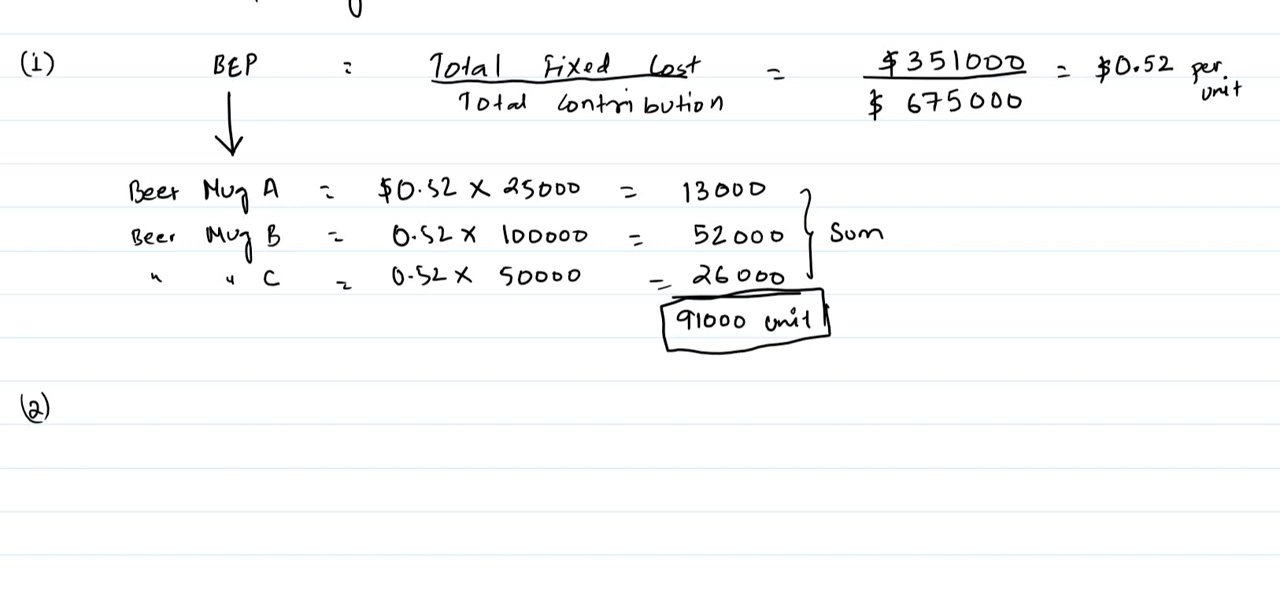 (1) BEP = Total Fixed Cost / Total Contribution = $351000 / $675000 = $0.52 per unit
Beer Mug A = $0.52 × 25000 = 13000
Beer Mug B = 0.52 × 100000 = 52000 } Sum
" " C = 0.52 × 50000 = 26000
91000 unit
(2)